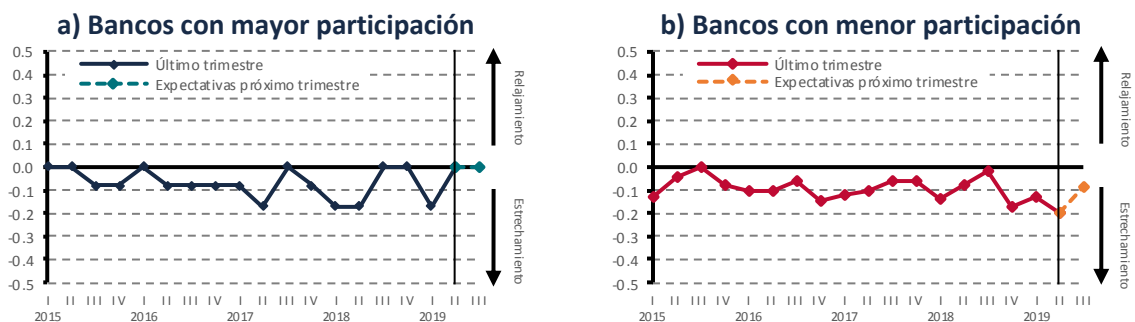 a) Bancos con mayor participación
0.5
0.4
0.3
0.2
0.1
0.0
-0.1
-0.2
-0.3
-0.4
-0.5
Último trimestre
Expectativas próximo trimestre
Relajamiento
Estrechamiento
I II III IV I II III IV I II III IV I II III IV I II III
2015 2016 2017 2018 2019
b) Bancos con menor participación
0.5
0.4
0.3
0.2
0.1
0.0
-0.1
-0.2
-0.3
-0.4
-0.5
Último trimestre
Expectativas próximo trimestre
Relajamiento
Estrechamiento
I II III IV I II III IV I II III IV I II III IV I II III
2015 2016 2017 2018 2019